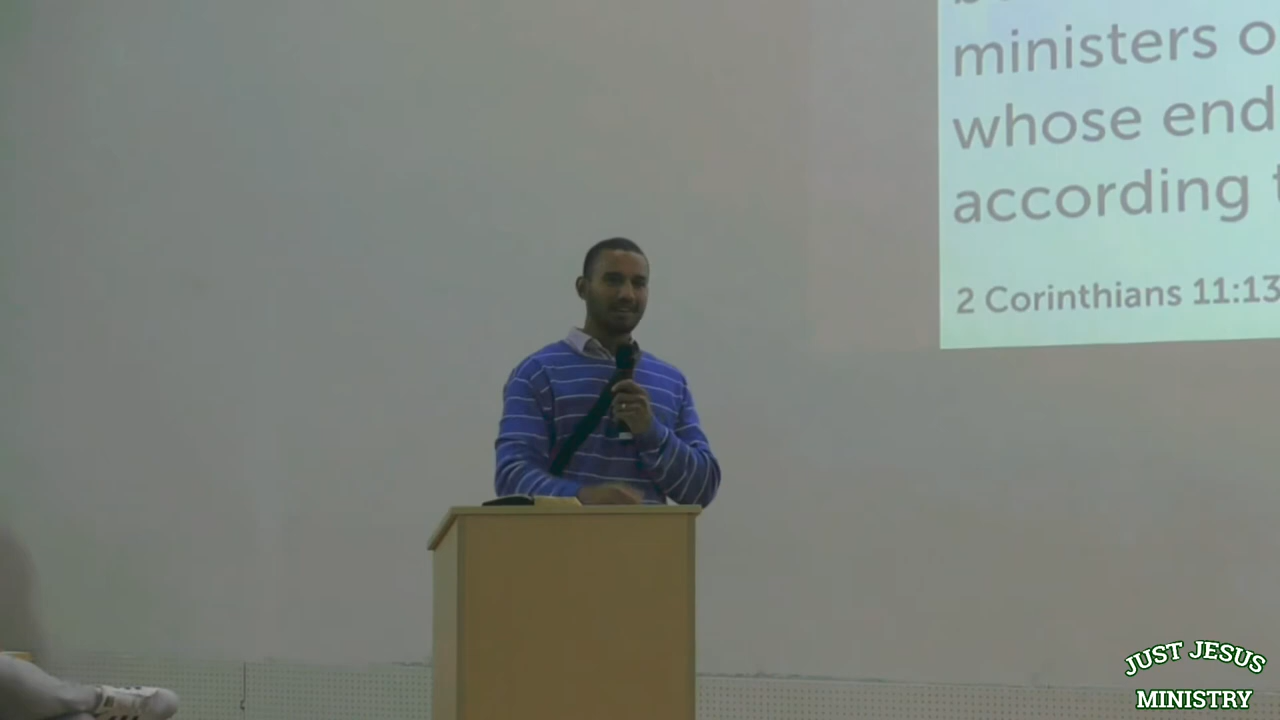 ministers o
whose end
according t
2 Corinthians 11:13
JUST JESUS
MINISTRY